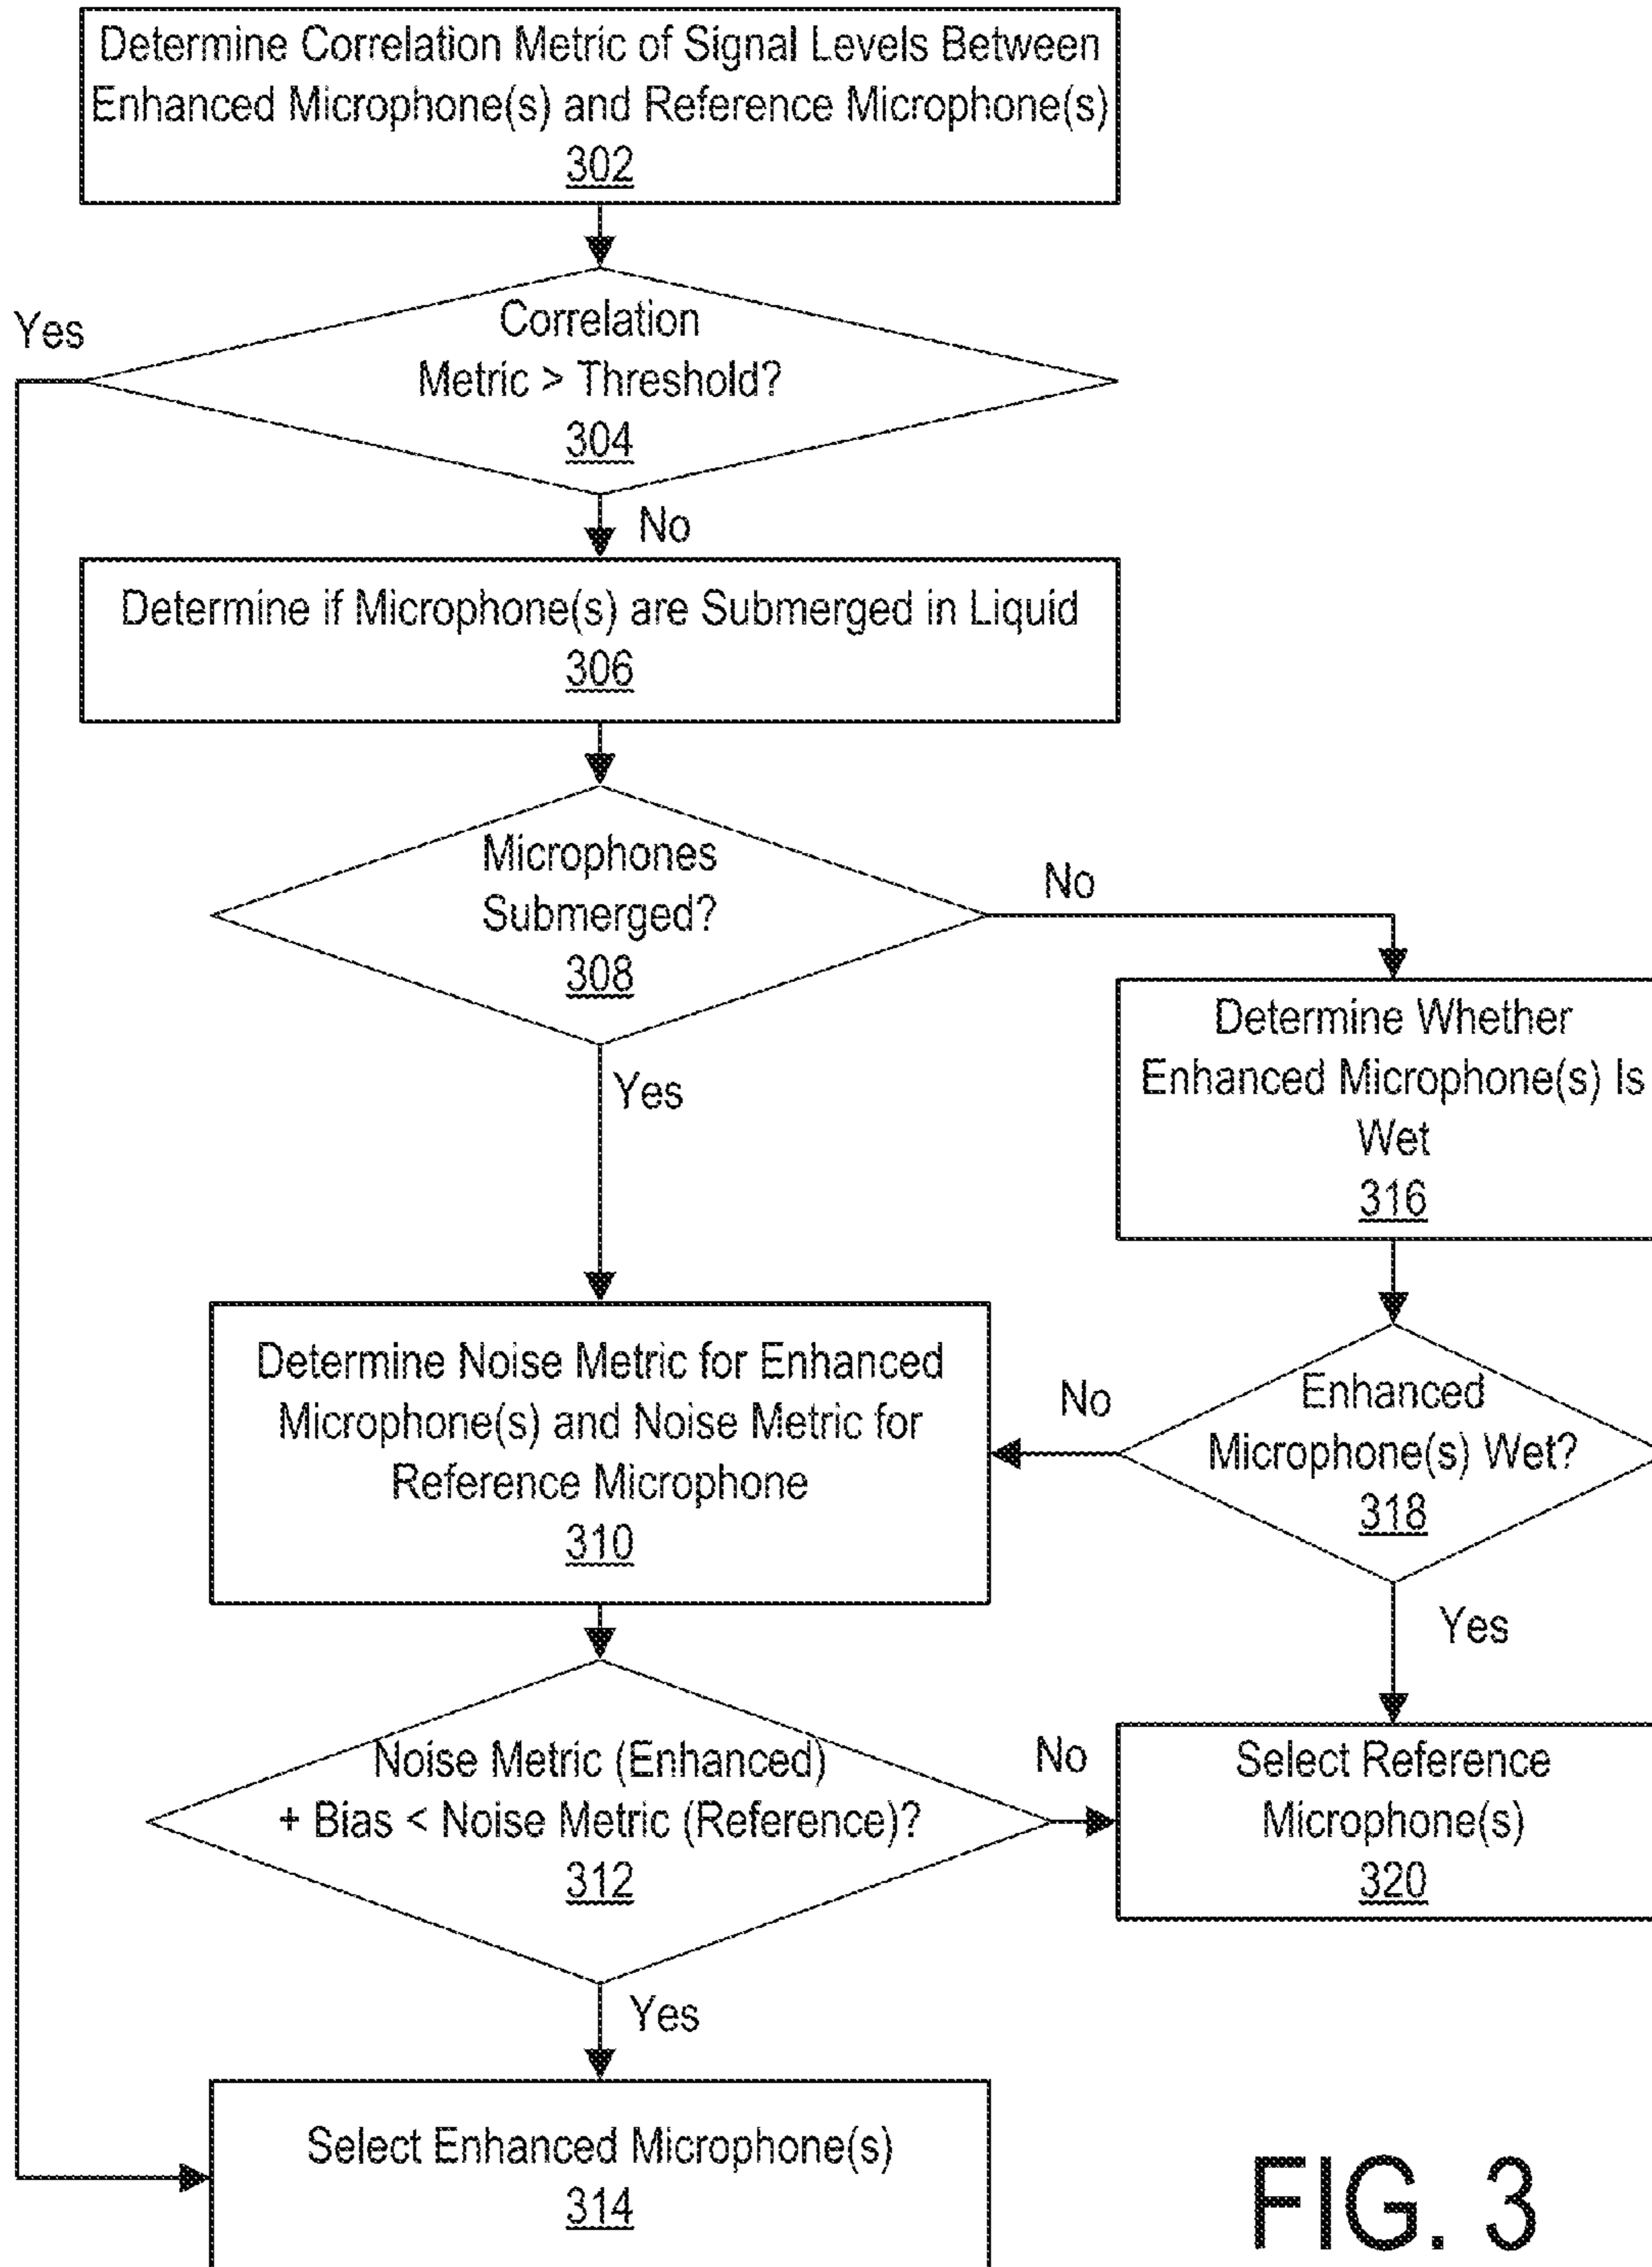 Determine Correlation Metric of Signal Levels Between
Enhanced Microphone(s) and Reference Microphone(s)
302
Correlation
Metric > Threshold?
304
Yes
No
Determine if Microphone(s) are Submerged in Liquid
306
Microphones
Submerged?
308
No
Yes
Determine Whether
Enhanced Microphone(s) Is
Wet
316
Determine Noise Metric for Enhanced
Microphone(s) and Noise Metric for
Reference Microphone
310
No
Enhanced
Microphone(s) Wet?
318
Yes
Noise Metric (Enhanced)
+ Bias < Noise Metric (Reference)?
312
No
Select Reference
Microphone(s)
320
Yes
Select Enhanced Microphone(s)
314
FIG. 3